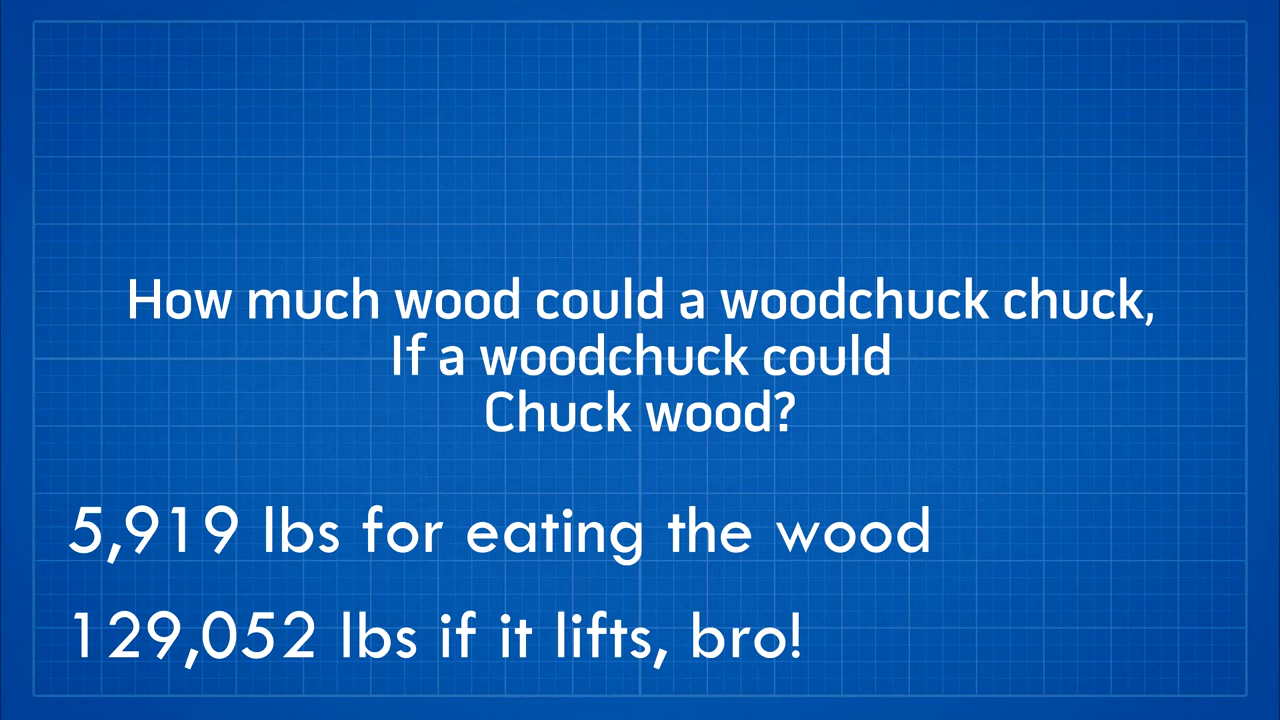 How much wood could a woodchuck chuck,
If a woodchuck could
Chuck wood?
5,919 lbs for eating the wood
129,052 lbs if it lifts, bro!